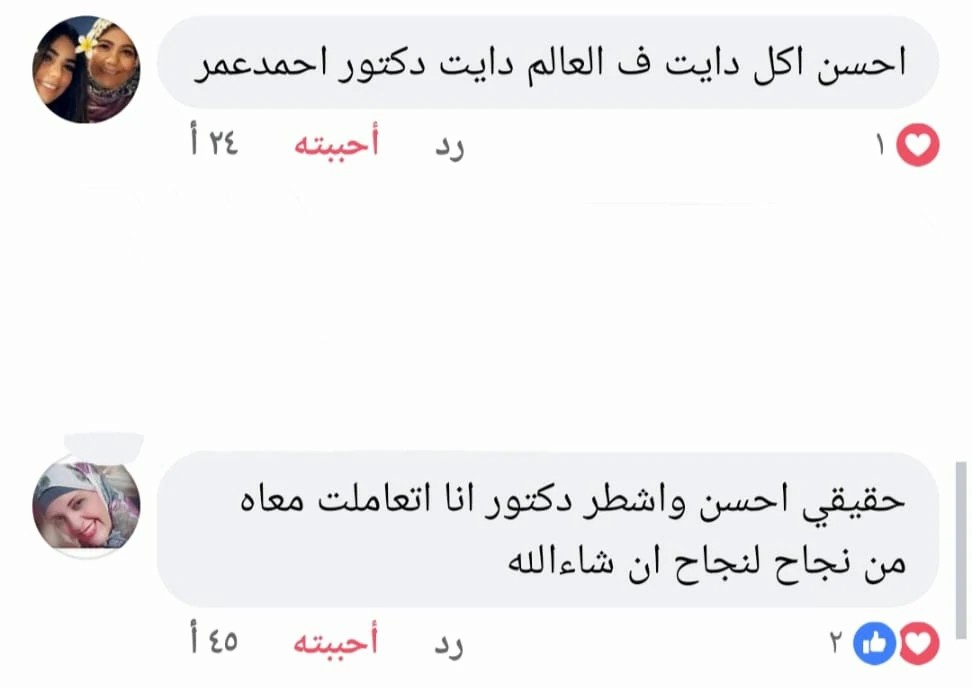 احسن اكل دايت ف العالم دايت دكتور احمدعمر
٢٤ أ أحببته رد ١
حقيقي احسن واشطر دكتور انا اتعاملت معاه
من نجاح لنجاح ان شاءالله
٤٥ أ أحببته رد ٢